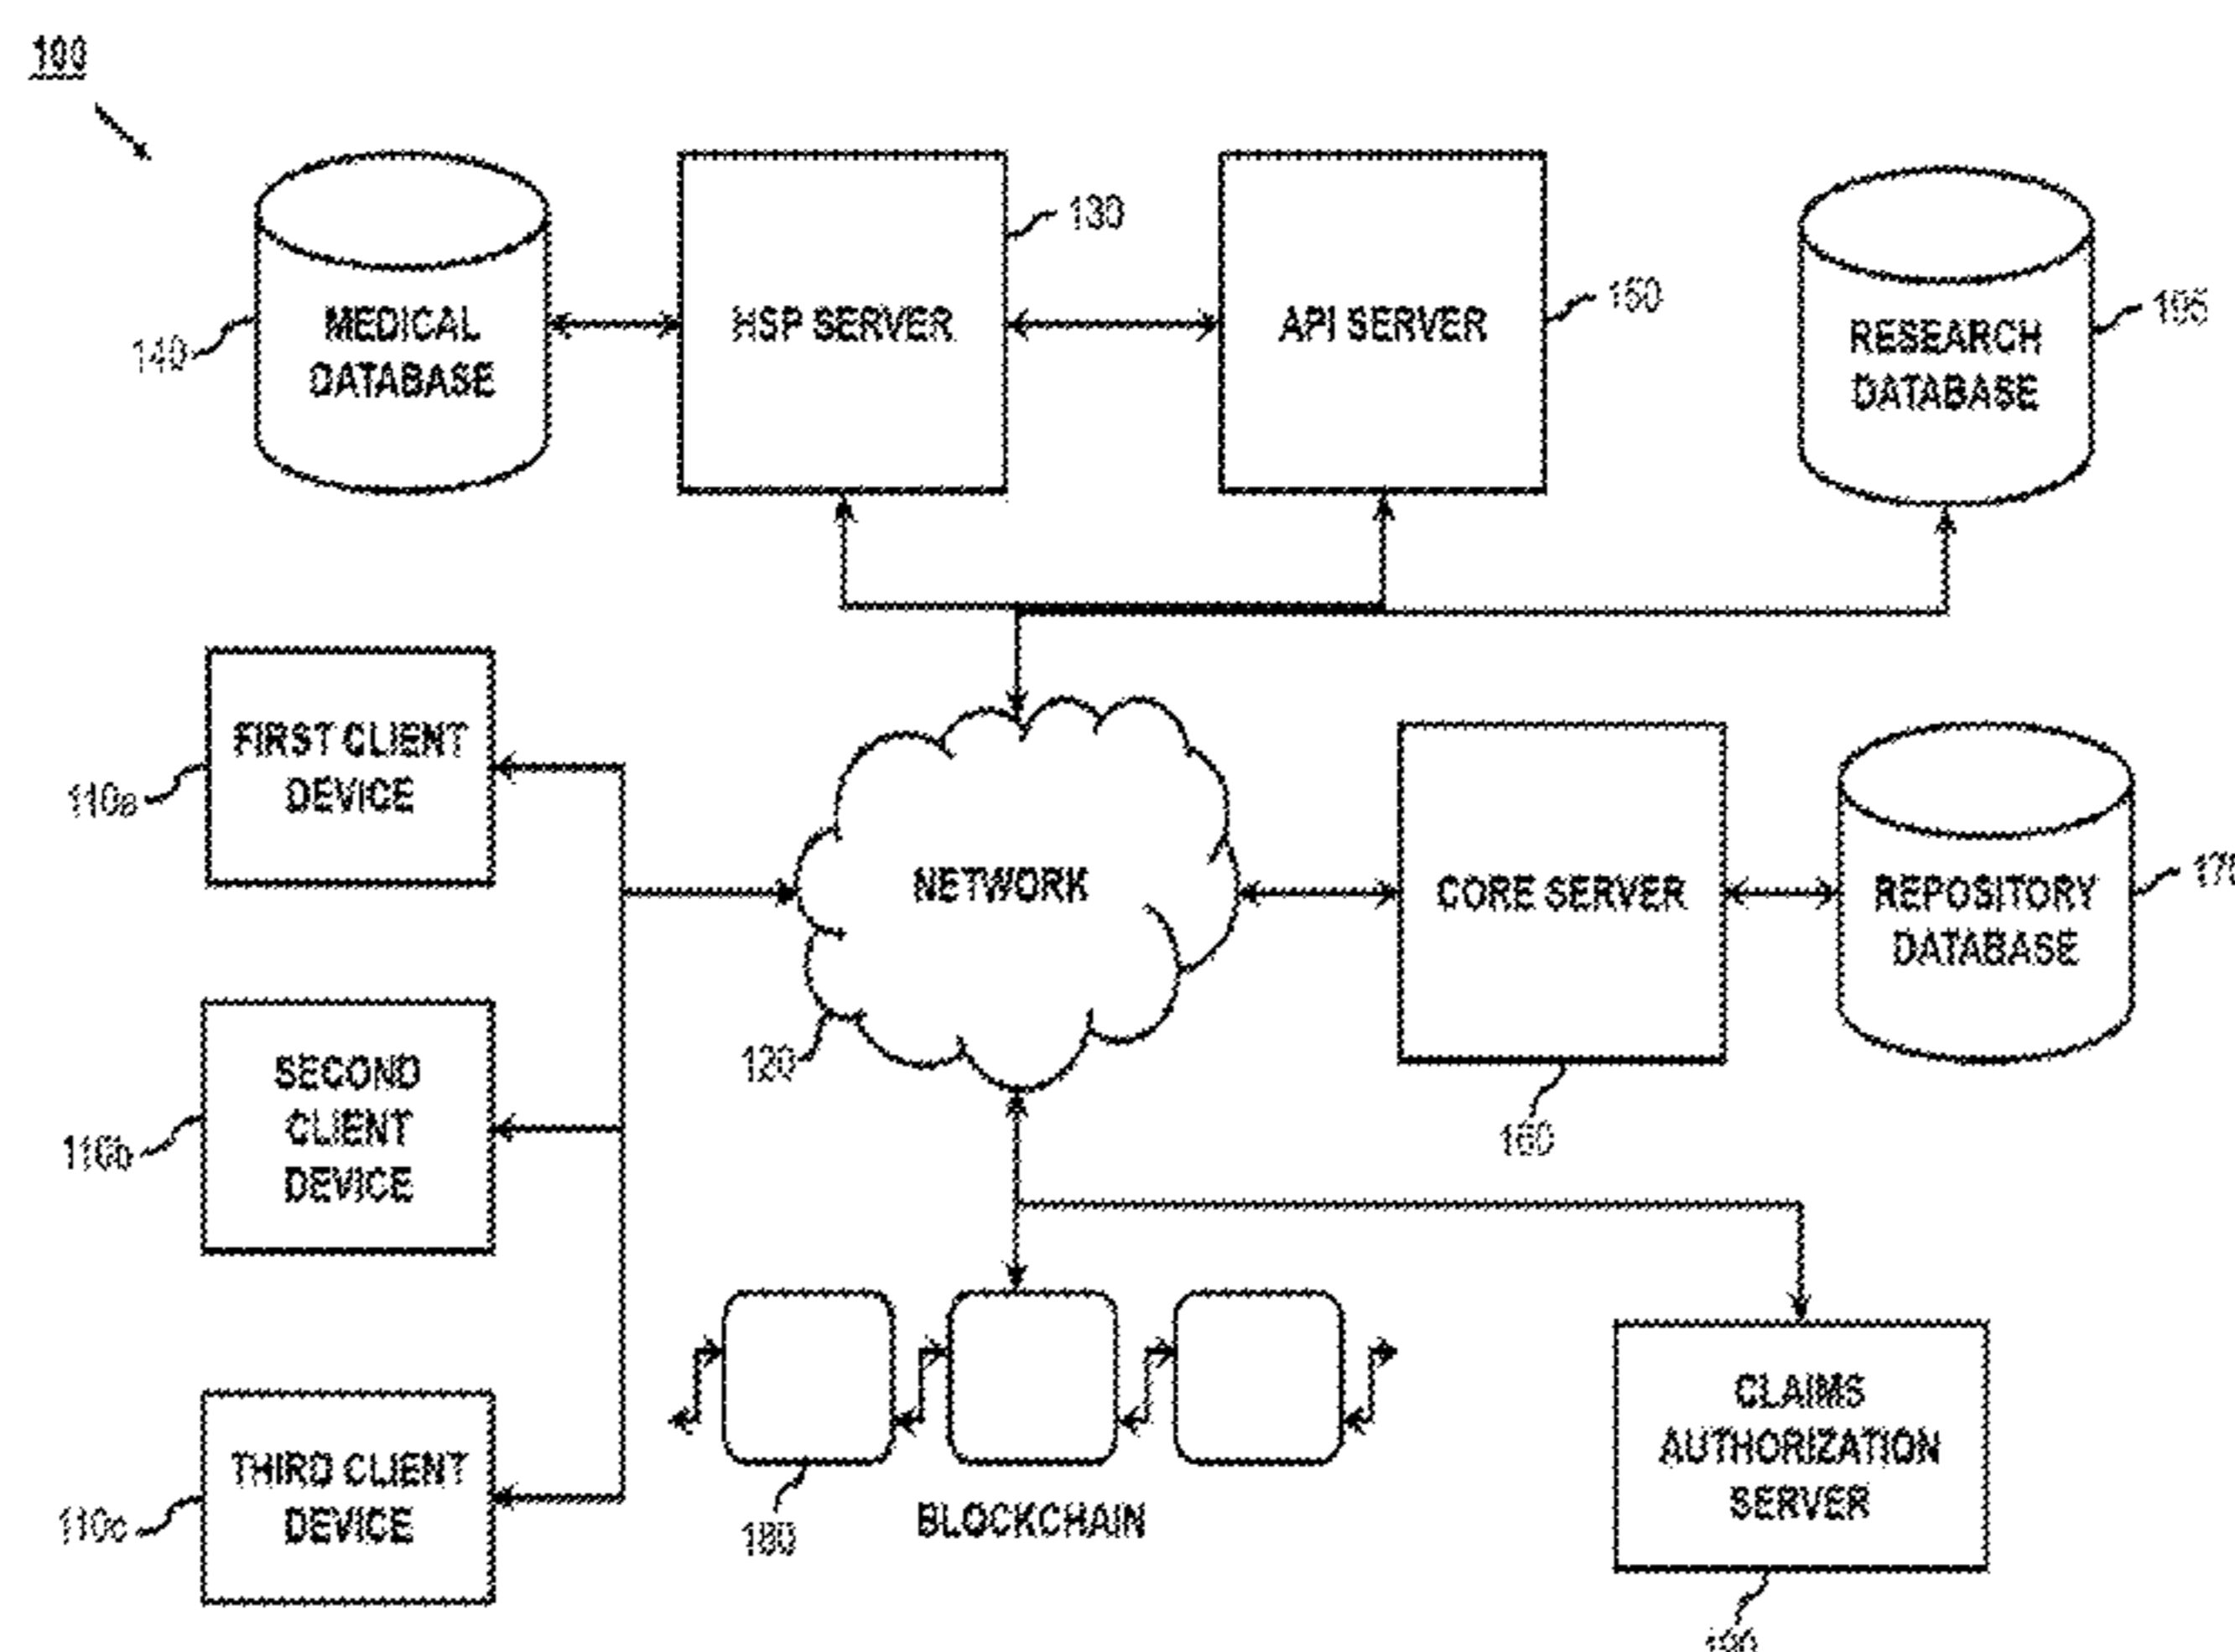 100
MEDICAL
DATABASE
140
HSP SERVER
130
API SERVER
150
RESEARCH
DATABASE
195
FIRST CLIENT
DEVICE
110a
NETWORK
120
CORE SERVER
160
REPOSITORY
DATABASE
SECOND
CLIENT
DEVICE
110b
THIRD CLIENT
DEVICE
110c
180
BLOCKCHAIN
CLAIMS
AUTHORIZATION
SERVER
190